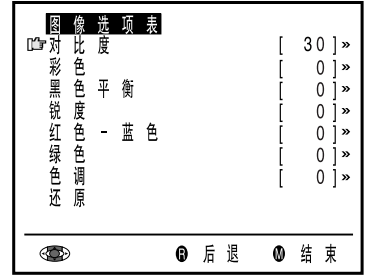 图像选项表
对比度 [ 30 ]»
彩色 [ 0 ]»
黑色平衡 [ 0 ]»
锐度 [ 0 ]»
红色 - 蓝色 [ 0 ]»
绿色 [ 0 ]»
色调 [ 0 ]»
还原
R 后退 M 结束